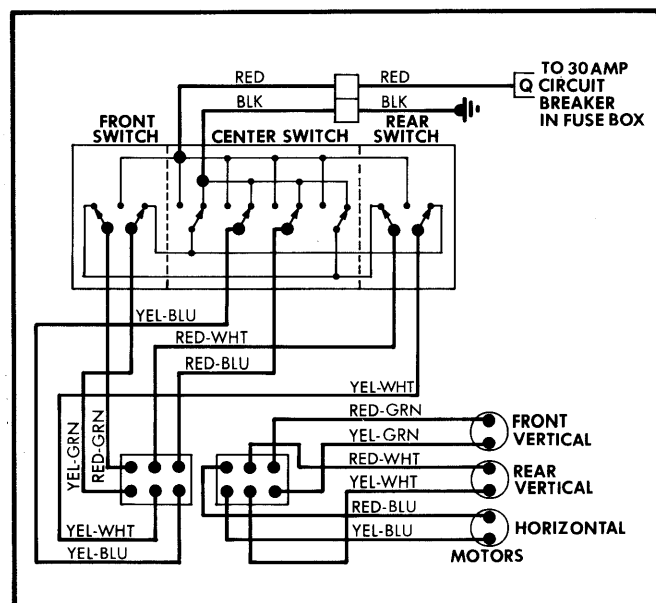 RED
RED
Q
TO 30 AMP
CIRCUIT
BREAKER
IN FUSE BOX
BLK
BLK
FRONT
SWITCH
CENTER SWITCH
REAR
SWITCH
YEL-BLU
RED-WHT
RED-BLU
YEL-WHT
RED-GRN
YEL-GRN
RED-GRN
YEL-GRN
FRONT
VERTICAL
RED-WHT
YEL-WHT
REAR
VERTICAL
RED-BLU
YEL-BLU
HORIZONTAL
YEL-WHT
YEL-BLU
MOTORS